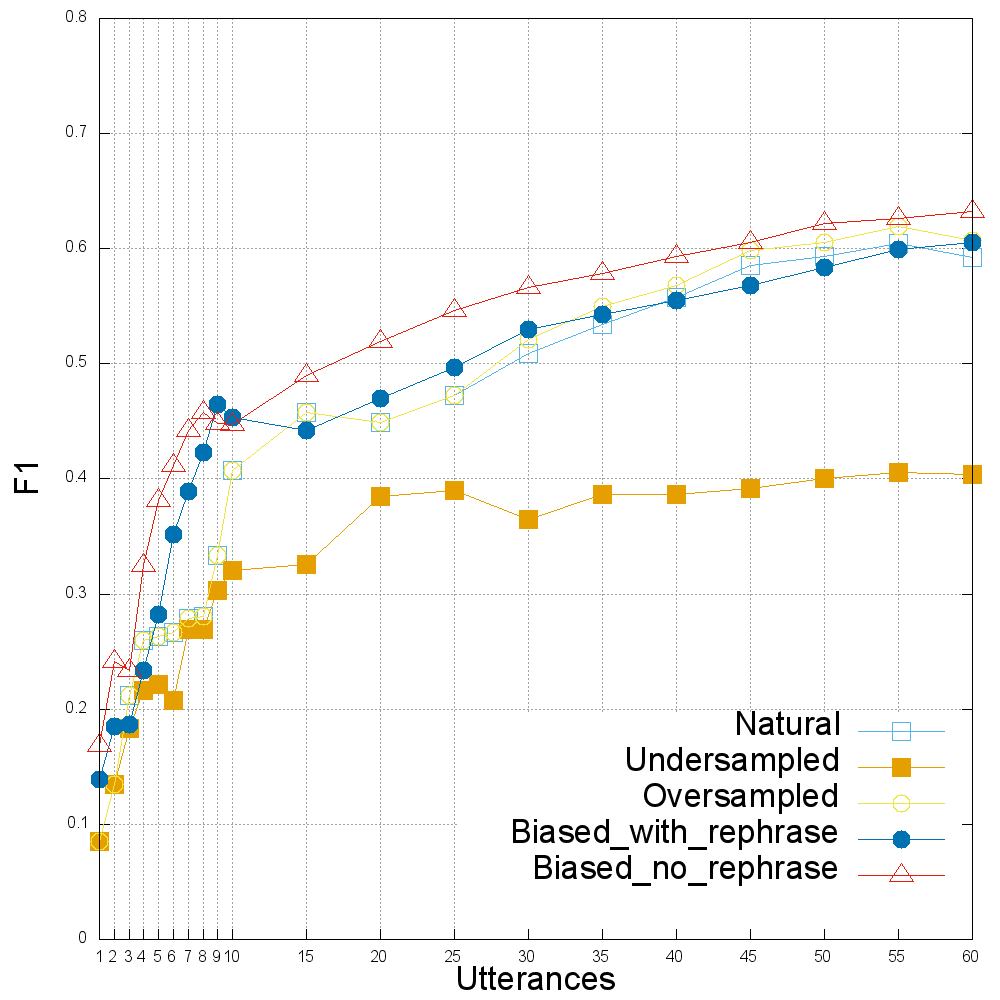 0.8
0.7
0.6
0.5
0.4
0.3
0.2
0.1
0
F1
Natural
Undersampled
Oversampled
Biased_with_rephrase
Biased_no_rephrase
1 2 3 4 5 6 7 8 9 10 15 20 25 30 35 40 45 50 55 60
Utterances